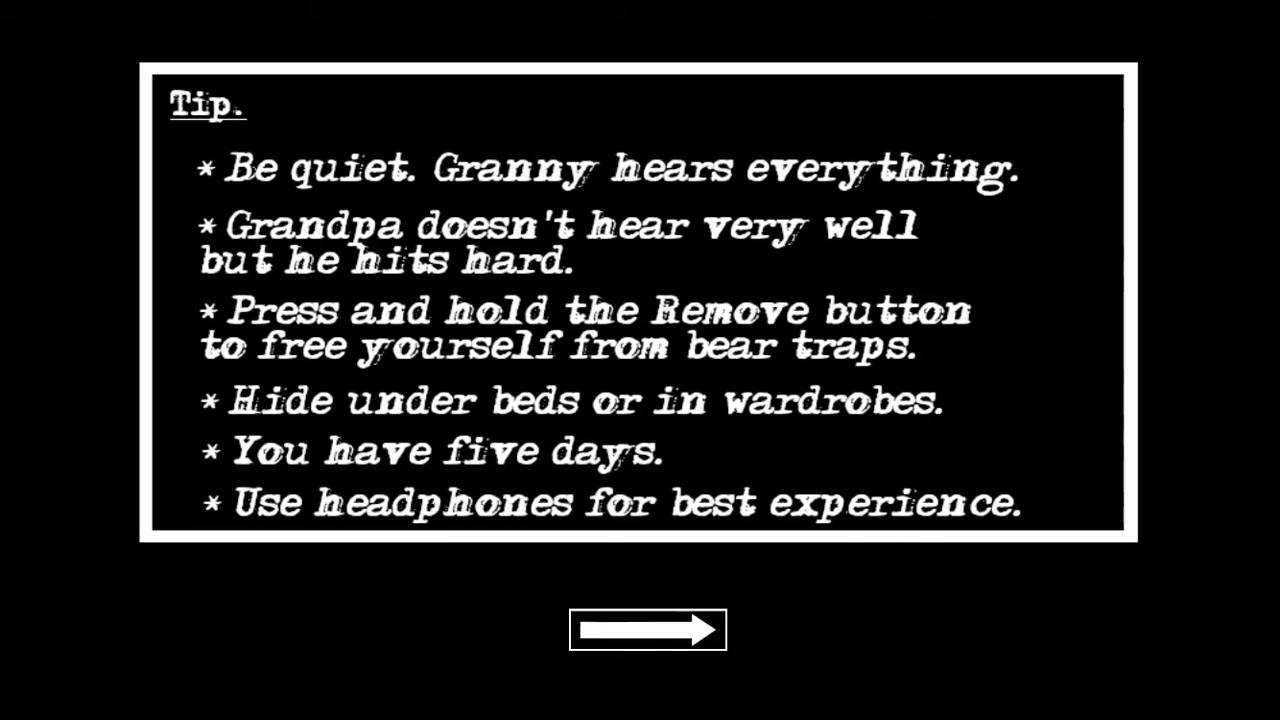 Tip.
* Be quiet. Granny hears everything.
* Grandpa doesn't hear very well
but he hits hard.
* Press and hold the Remove button
to free yourself from bear traps.
* Hide under beds or in wardrobes.
* You have five days.
* Use headphones for best experience.